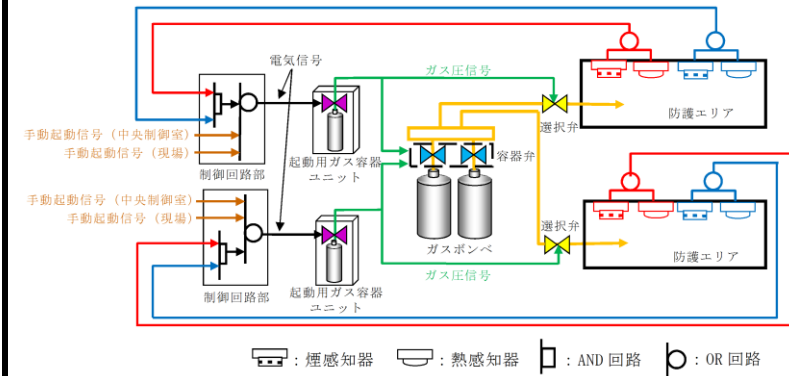 電気信号
ガス圧信号
防護エリア
選択弁
手動起動信号（中央制御室）
手動起動信号（現場）
制御回路部
起動用ガス容器
ユニット
容器弁
手動起動信号（中央制御室）
手動起動信号（現場）
選択弁
ガスボンベ
防護エリア
ガス圧信号
制御回路部
起動用ガス容器
ユニット
：煙感知器 ：熱感知器 ：AND 回路 ：OR 回路